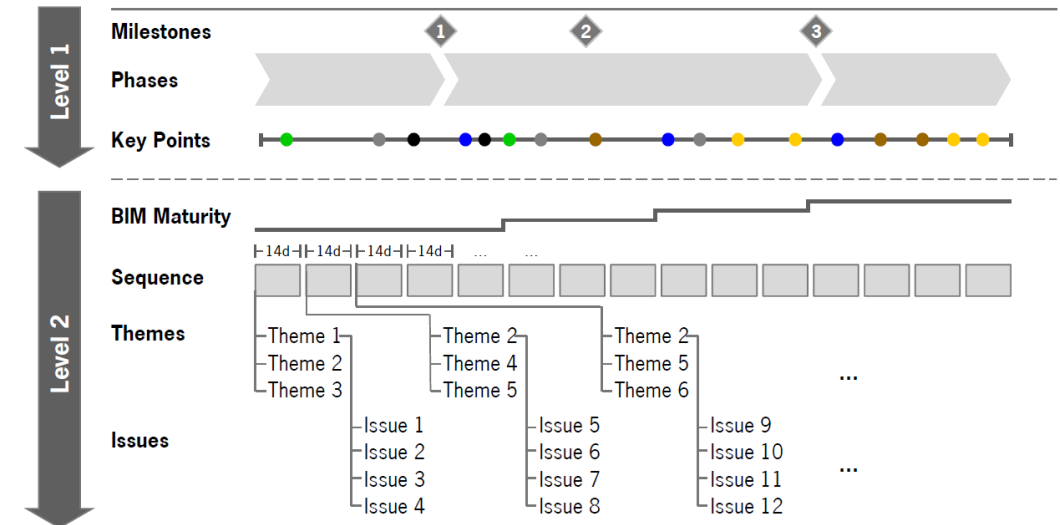 Level 1
Milestones 1 2 3
Phases
Key Points
Level 2
BIM Maturity
14d 14d 14d 14d ... ...
Sequence
Themes Theme 1 Theme 2 Theme 2
Theme 2 Theme 4 Theme 5
Theme 3 Theme 5 Theme 6
...
Issue 1 Issue 5 Issue 9
Issues Issue 2 Issue 6 Issue 10
Issue 3 Issue 7 Issue 11
...
Issue 4 Issue 8 Issue 12